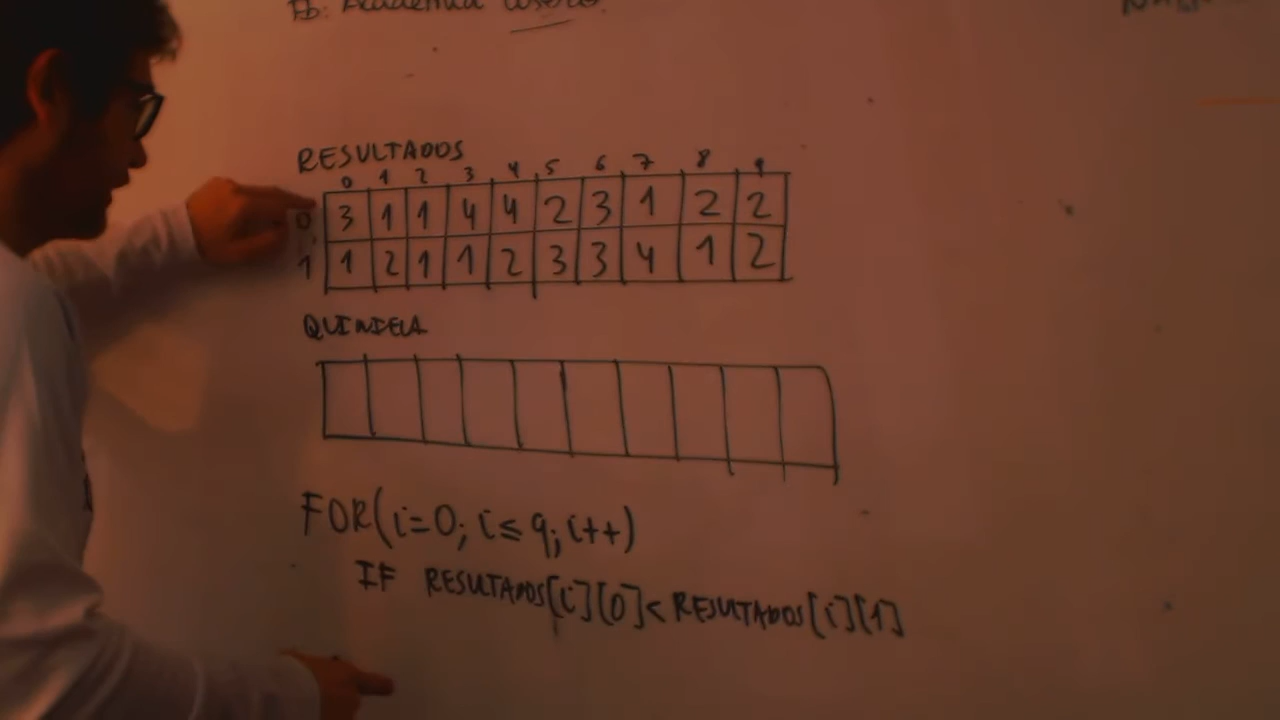 Fb: Academia
RESULTADOS
0 1 2 3 4 5 6 7 8 9
0 3 1 1 4 4 2 3 1 2 2
1 1 2 1 1 2 3 3 4 1 2
QUINIELA
FOR(i=0; i≤9; i++)
IF RESULTADOS[i][0]<RESULTADOS[i][1]